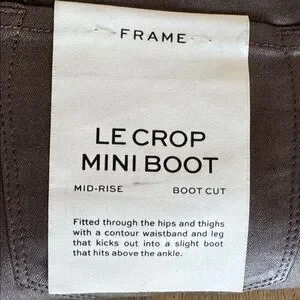 FRAME
LE CROP
MINI BOOT
MID-RISE BOOT CUT
Fitted through the hips and thighs
with a contour waistband and leg
that kicks out into a slight boot
that hits above the ankle.